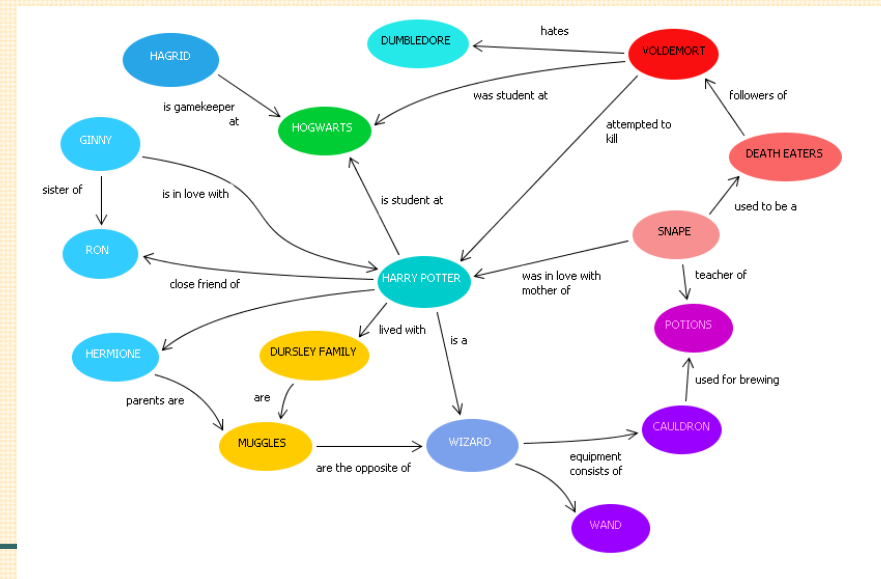 HAGRID
DUMBLEDORE
hates
VOLDEMORT
is gamekeeper
at
HOGWARTS
was student at
followers of
attempted to
kill
GINNY
DEATH EATERS
sister of
is in love with
is student at
used to be a
RON
SNAPE
close friend of
HARRY POTTER
was in love with
mother of
teacher of
HERMIONE
DURSLEY FAMILY
lived with
is a
POTIONS
parents are
are
used for brewing
MUGGLES
are the opposite of
WIZARD
CAULDRON
equipment
consists of
WAND